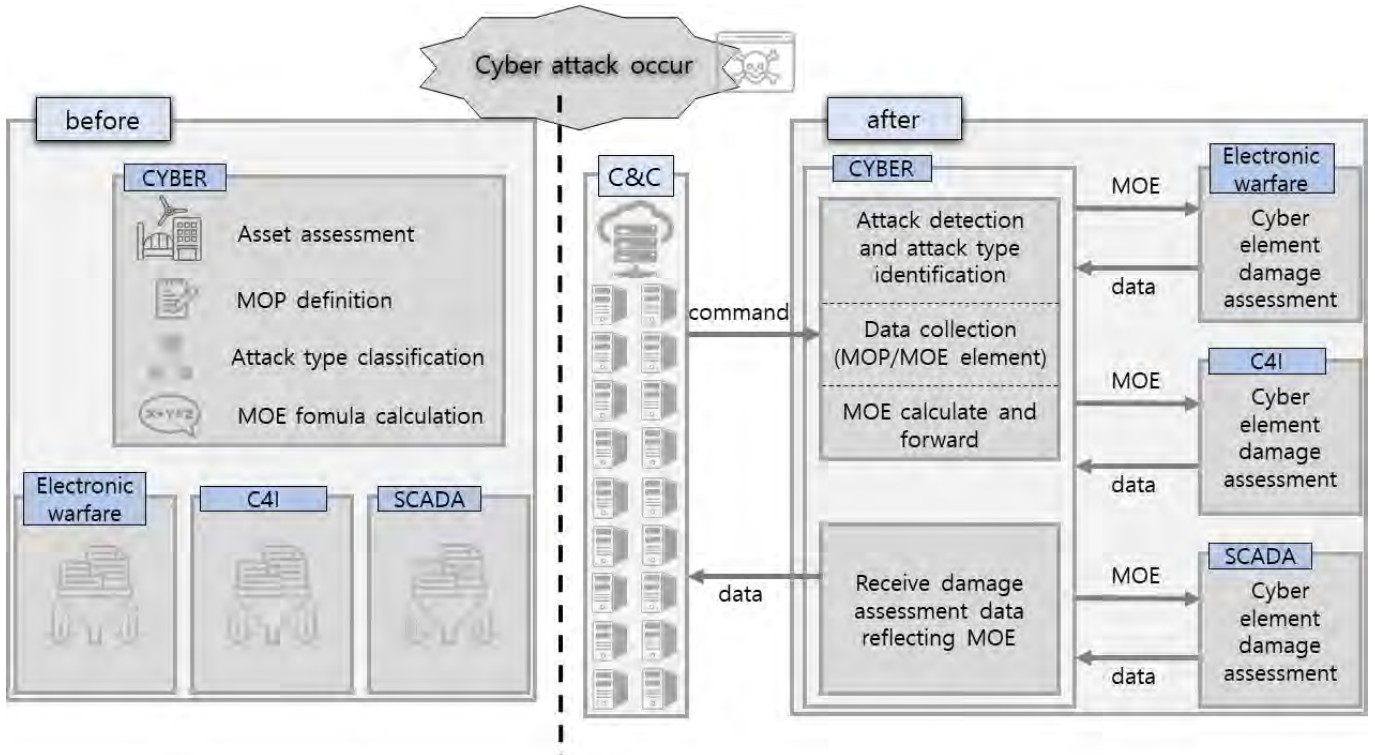 Cyber attack occur
before
CYBER
Asset assessment
MOP definition
Attack type classification
X+Y=Z
MOE fomula calculation
Electronic
warfare
C4I
SCADA
C&C
command
data
after
CYBER
Attack detection
and attack type
identification
Data collection
(MOP/MOE element)
MOE calculate and
forward
Receive damage
assessment data
reflecting MOE
MOE
data
Electronic
warfare
Cyber
element
damage
assessment
MOE
data
C4I
Cyber
element
damage
assessment
MOE
data
SCADA
Cyber
element
damage
assessment